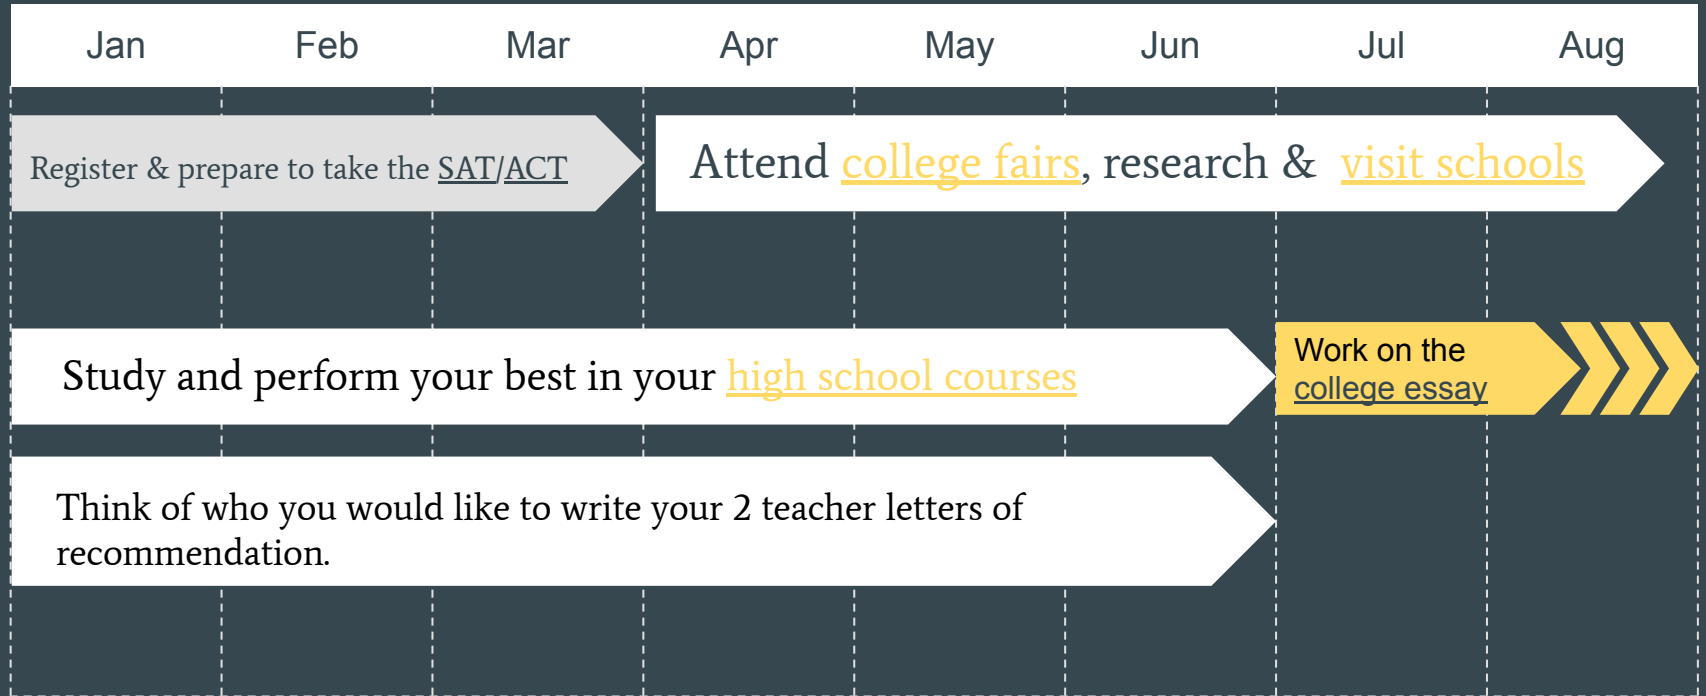 Jan Feb Mar Apr May Jun Jul Aug
Register & prepare to take the SAT/ACT
Attend college fairs, research & visit schools
Study and perform your best in your high school courses
Work on the
college essay
Think of who you would like to write your 2 teacher letters of
recommendation.